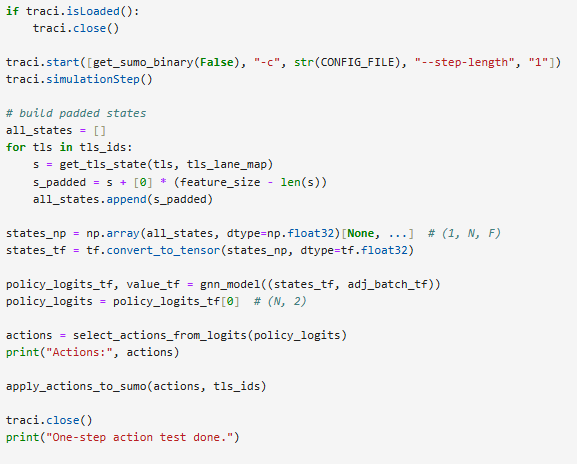 if traci.isLoaded():
    traci.close()

traci.start([get_sumo_binary(False), "-c", str(CONFIG_FILE), "--step-length", "1"])
traci.simulationStep()

# build padded states
all_states = []
for tls in tls_ids:
    s = get_tls_state(tls, tls_lane_map)
    s_padded = s + [0] * (feature_size - len(s))
    all_states.append(s_padded)

states_np = np.array(all_states, dtype=np.float32)[None, ...]  # (1, N, F)
states_tf = tf.convert_to_tensor(states_np, dtype=tf.float32)

policy_logits_tf, value_tf = gnn_model((states_tf, adj_batch_tf))
policy_logits = policy_logits_tf[0]  # (N, 2)

actions = select_actions_from_logits(policy_logits)
print("Actions:", actions)

apply_actions_to_sumo(actions, tls_ids)

traci.close()
print("One-step action test done.")